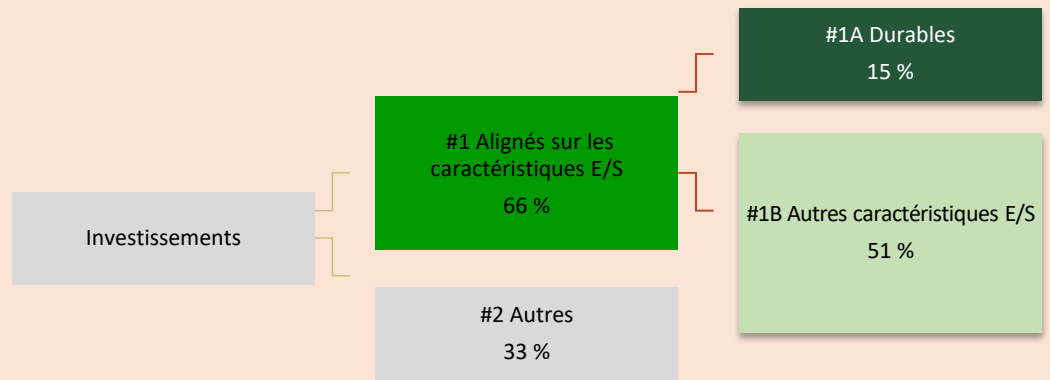 Investissements
#1 Alignés sur les
caractéristiques E/S
66 %
#2 Autres
33 %
#1A Durables
15 %
#1B Autres caractéristiques E/S
51 %